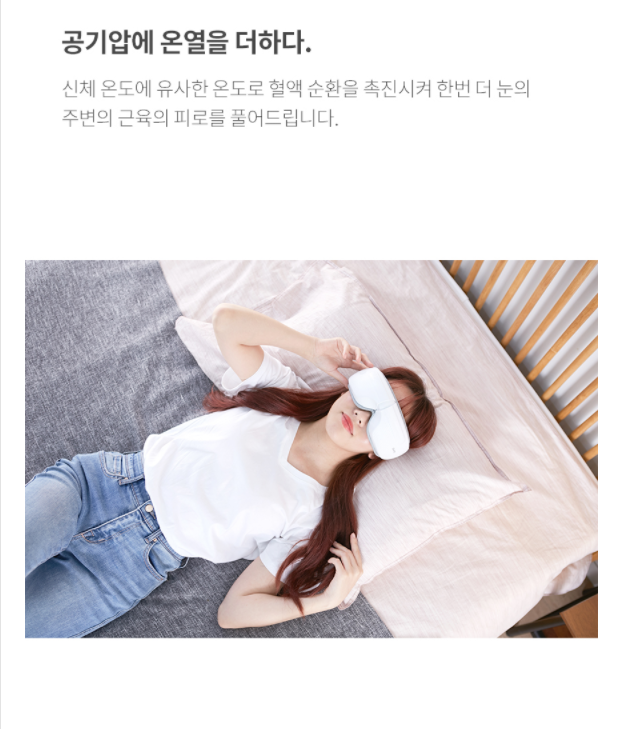 공기압에 온열을 더하다.
신체 온도에 유사한 온도로 혈액 순환을 촉진시켜 한번 더 눈의
주변의 근육의 피로를 풀어드립니다.